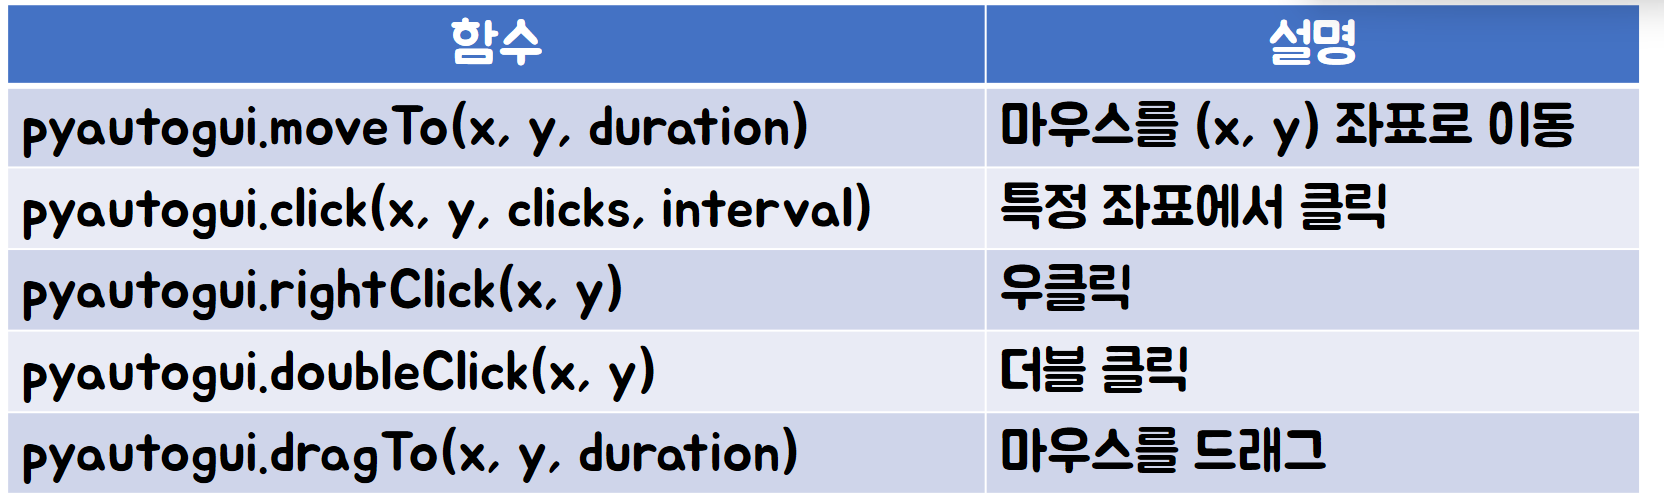 함수 설명
pyautogui.moveTo(x, y, duration) 마우스를 (x, y) 좌표로 이동
pyautogui.click(x, y, clicks, interval) 특정 좌표에서 클릭
pyautogui.rightClick(x, y) 우클릭
pyautogui.doubleClick(x, y) 더블 클릭
pyautogui.dragTo(x, y, duration) 마우스를 드래그